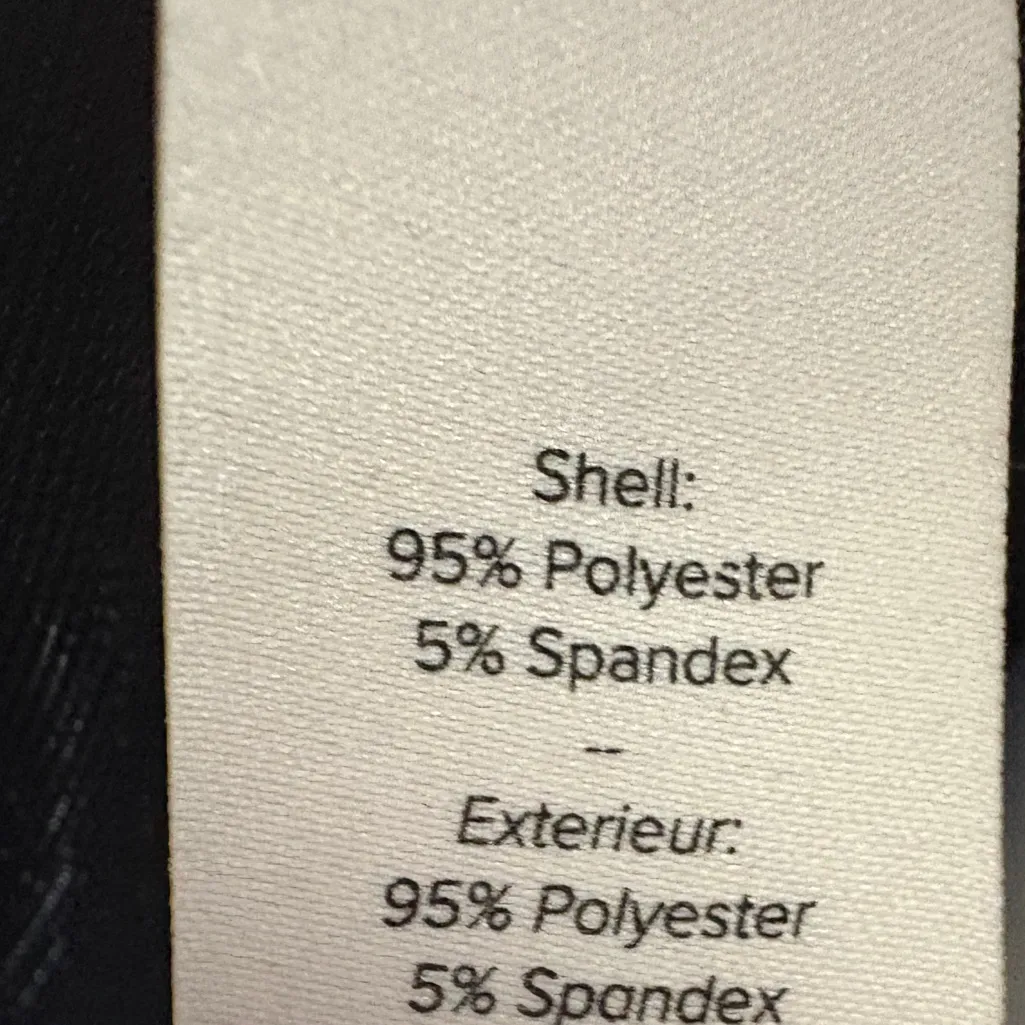 Shell:
95% Polyester
5% Spandex
–
Exterieur:
95% Polyester
5% Spandex